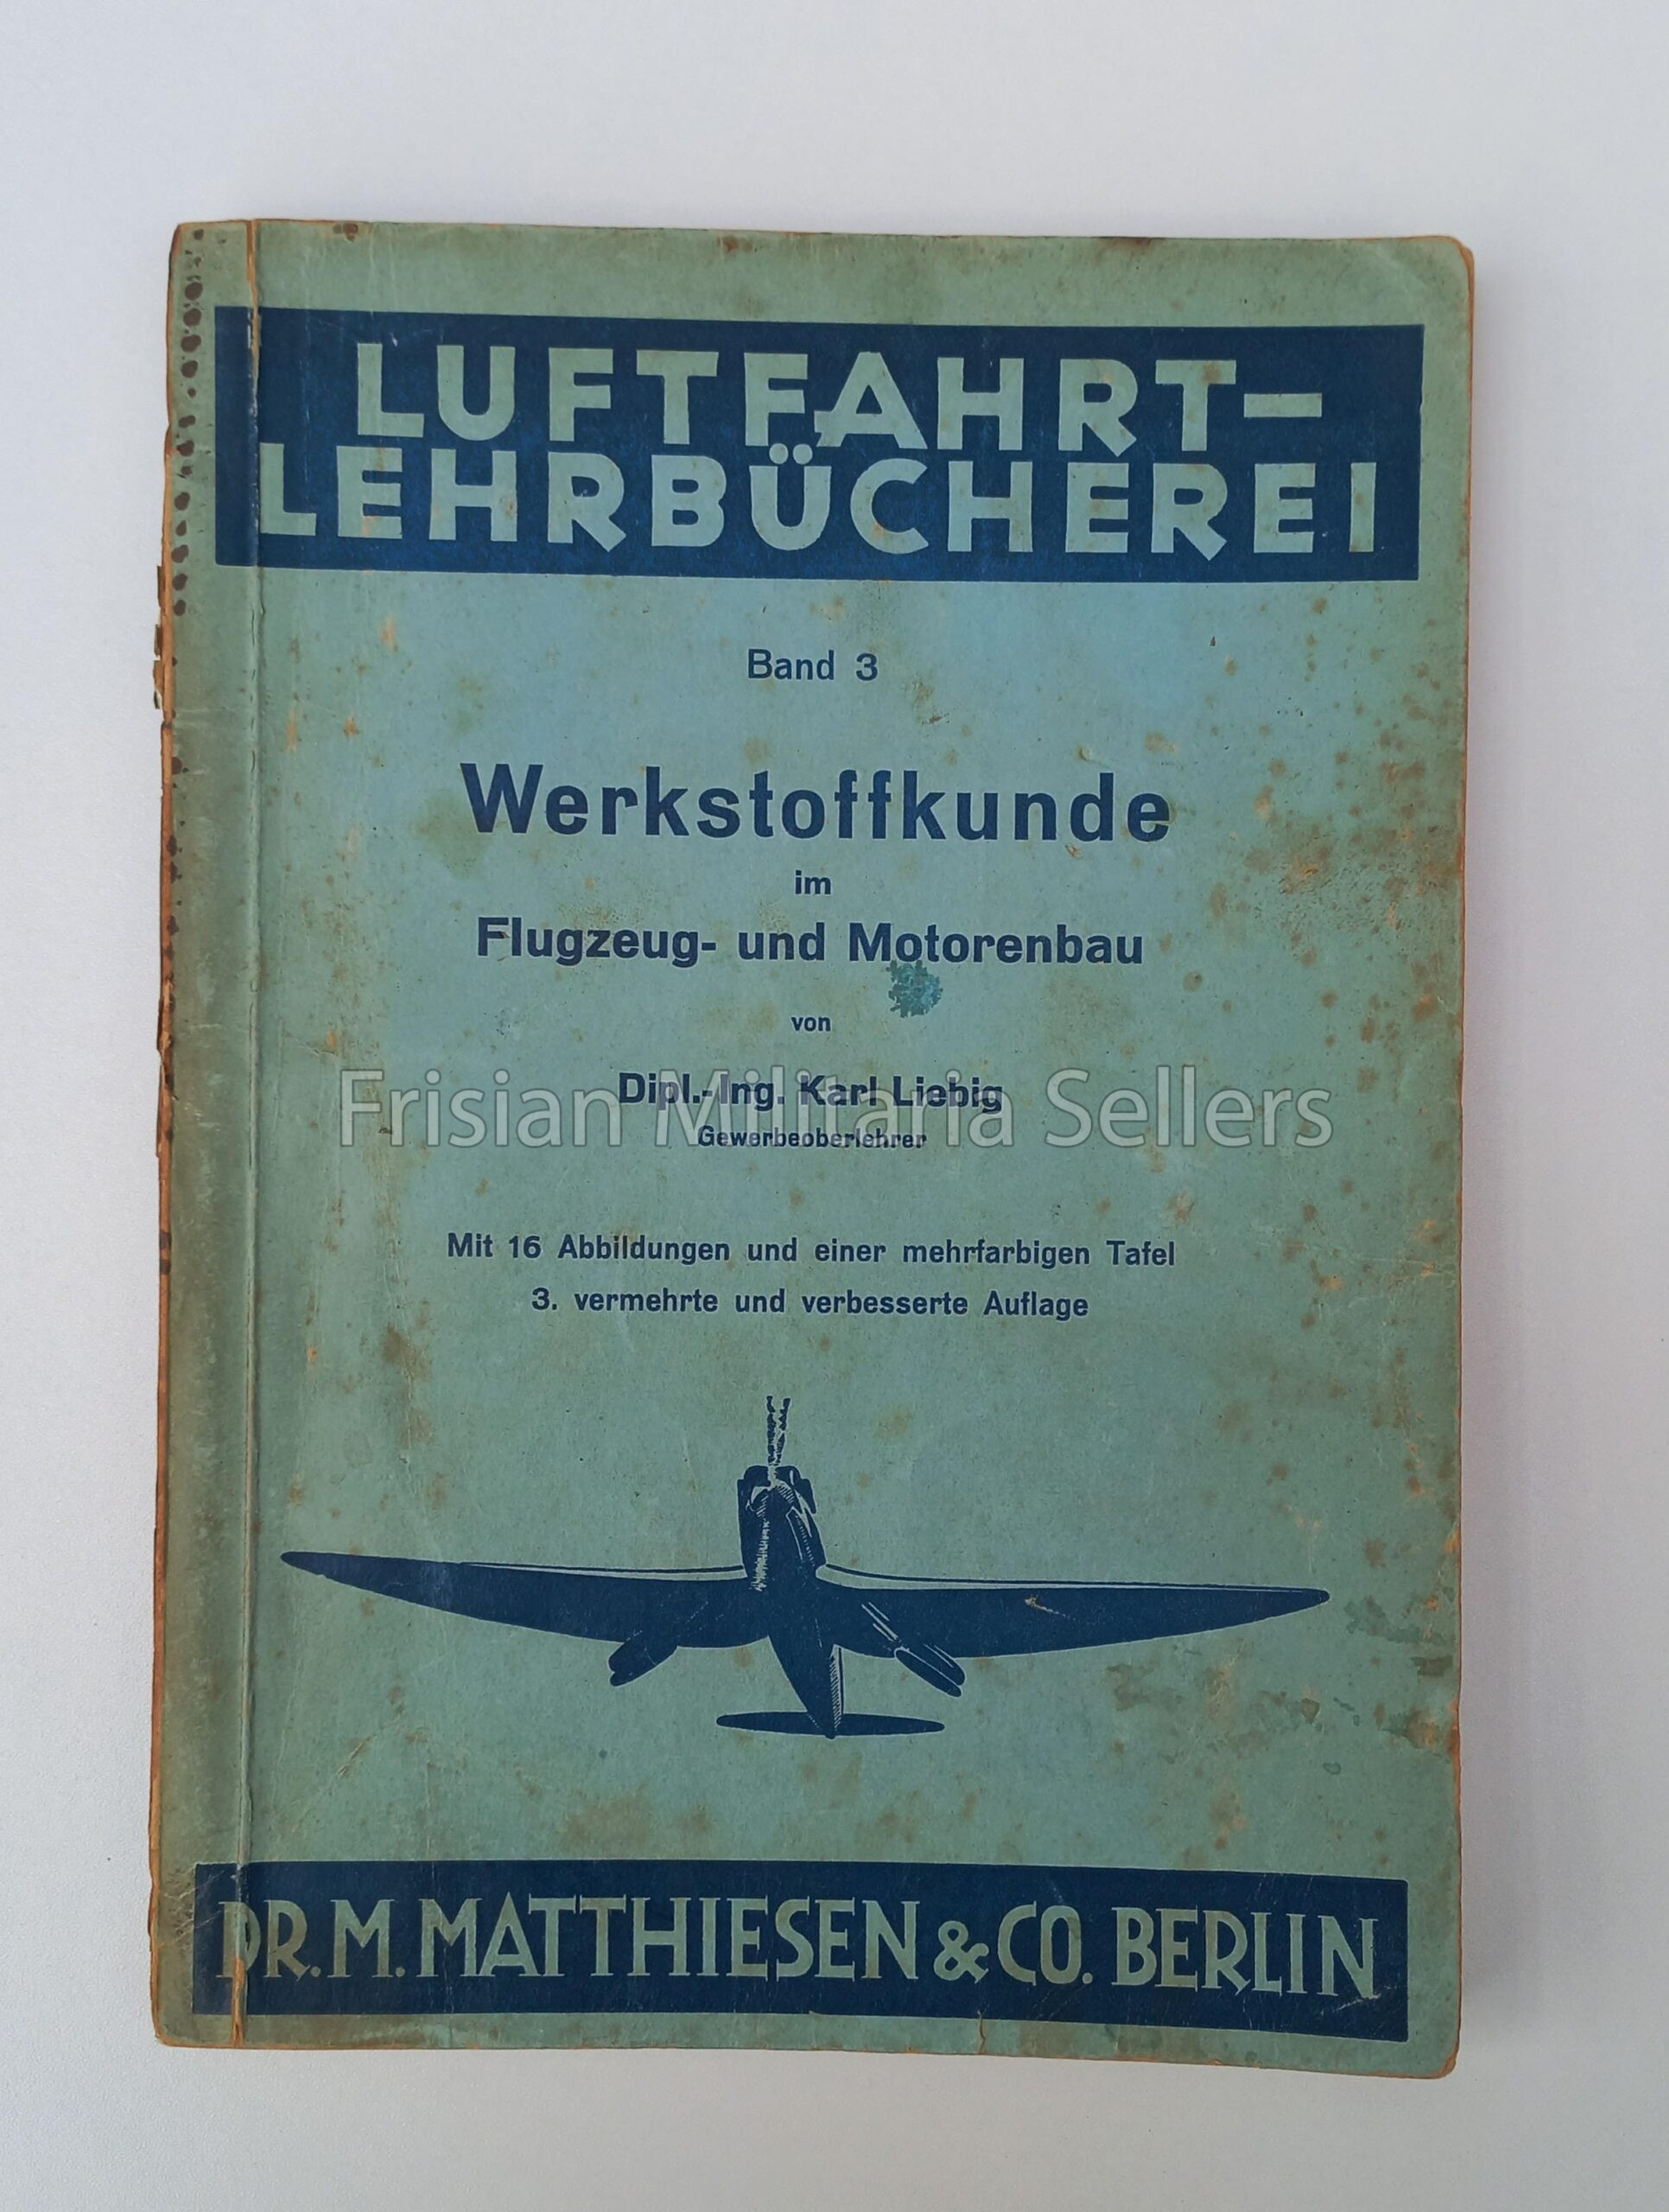 LUFTFAHRT-
LEHRBÜCHEREI
Band 3
Werkstoffkunde
im
Flugzeug- und Motorenbau
von
Dipl.-Ing. Karl Liebig
Frisian Militaria Sellers
Gewerbeoberlehrer
Mit 16 Abbildungen und einer mehrfarbigen Tafel
3. vermehrte und verbesserte Auflage
DR. M. MATTHIESEN & CO. BERLIN